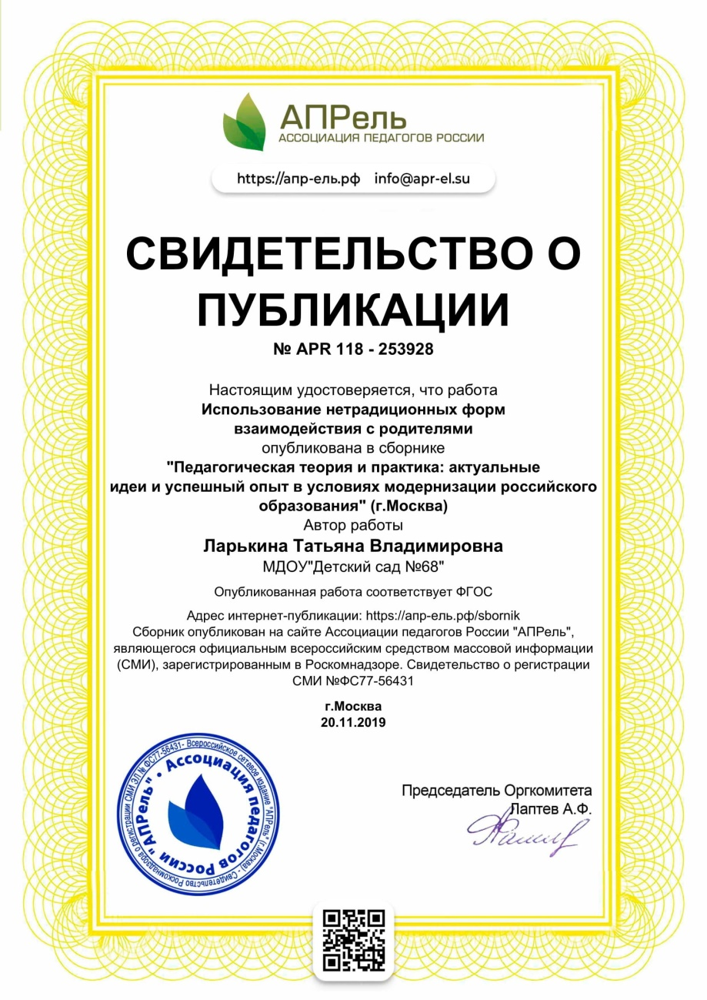 АПРель
АССОЦИАЦИЯ ПЕДАГОГОВ РОССИИ
https://апр-ель.рф info@apr-el.su
СВИДЕТЕЛЬСТВО О
ПУБЛИКАЦИИ
№ APR 118 - 253928
Настоящим удостоверяется, что работа
Использование нетрадиционных форм
взаимодействия с родителями
опубликована в сборнике
"Педагогическая теория и практика: актуальные
идеи и успешный опыт в условиях модернизации российского
образования" (г.Москва)
Автор работы
Ларькина Татьяна Владимировна
МДОУ"Детский сад №68"
Опубликованная работа соответствует ФГОС
Адрес интернет-публикации: https://апр-ель.рф/sbornik
Сборник опубликован на сайте Ассоциации педагогов России "АПРель",
являющегося официальным всероссийским средством массовой информации
(СМИ), зарегистрированным в Роскомнадзоре. Свидетельство о регистрации
СМИ №ФС77-56431
г.Москва
20.11.2019
Ассоциация педагогов России "АПРель" •
Всероссийское сетевое издание "АПРель" (г.Москва) - Свидетельство Роскомнадзора о регистрации СМИ ЭЛ № ФС77-56431-
Председатель Оргкомитета
Лаптев А.Ф.